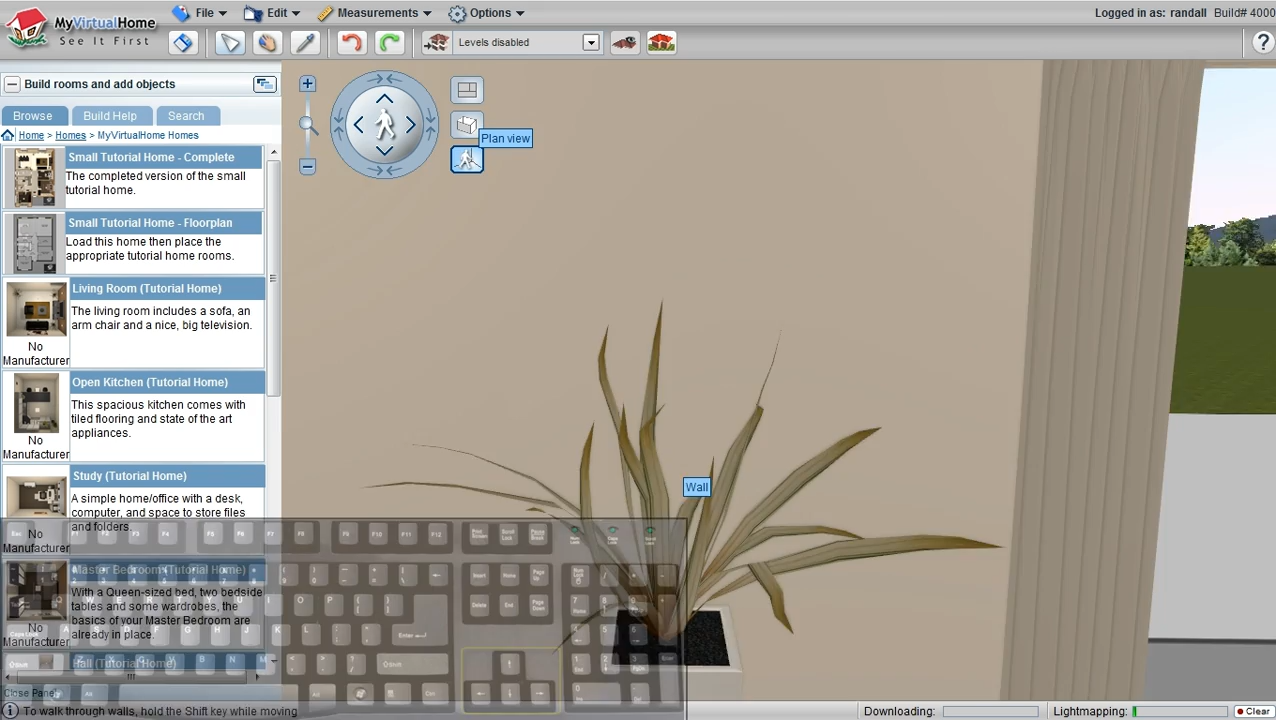 MyVirtualHome
See It First
File
Edit
Measurements
Options
Logged in as: randall
Build# 4000
Levels disabled
?
Build rooms and add objects
Browse
Build Help
Search
Home > Homes > MyVirtualHome Homes
Small Tutorial Home - Complete
The completed version of the small
tutorial home.
Small Tutorial Home - Floorplan
Load this home then place the
appropriate tutorial home rooms.
Living Room (Tutorial Home)
The living room includes a sofa, an
arm chair and a nice, big television.
No
Manufacturer
Open Kitchen (Tutorial Home)
This spacious kitchen comes with
tiled flooring and state of the art
appliances.
No
Manufacturer
Study (Tutorial Home)
A simple home/office with a desk,
computer, and space to store files
and folders.
No
Manufacturer
Master Bedroom (Tutorial Home)
With a Queen-sized bed, two bedside
tables and some wardrobes, the
basics of your Master Bedroom are
already in place.
No
Manufacturer
Hall (Tutorial Home)
Close Panel
Plan view
Wall
To walk through walls, hold the Shift key while moving
Downloading:
Lightmapping:
Clear